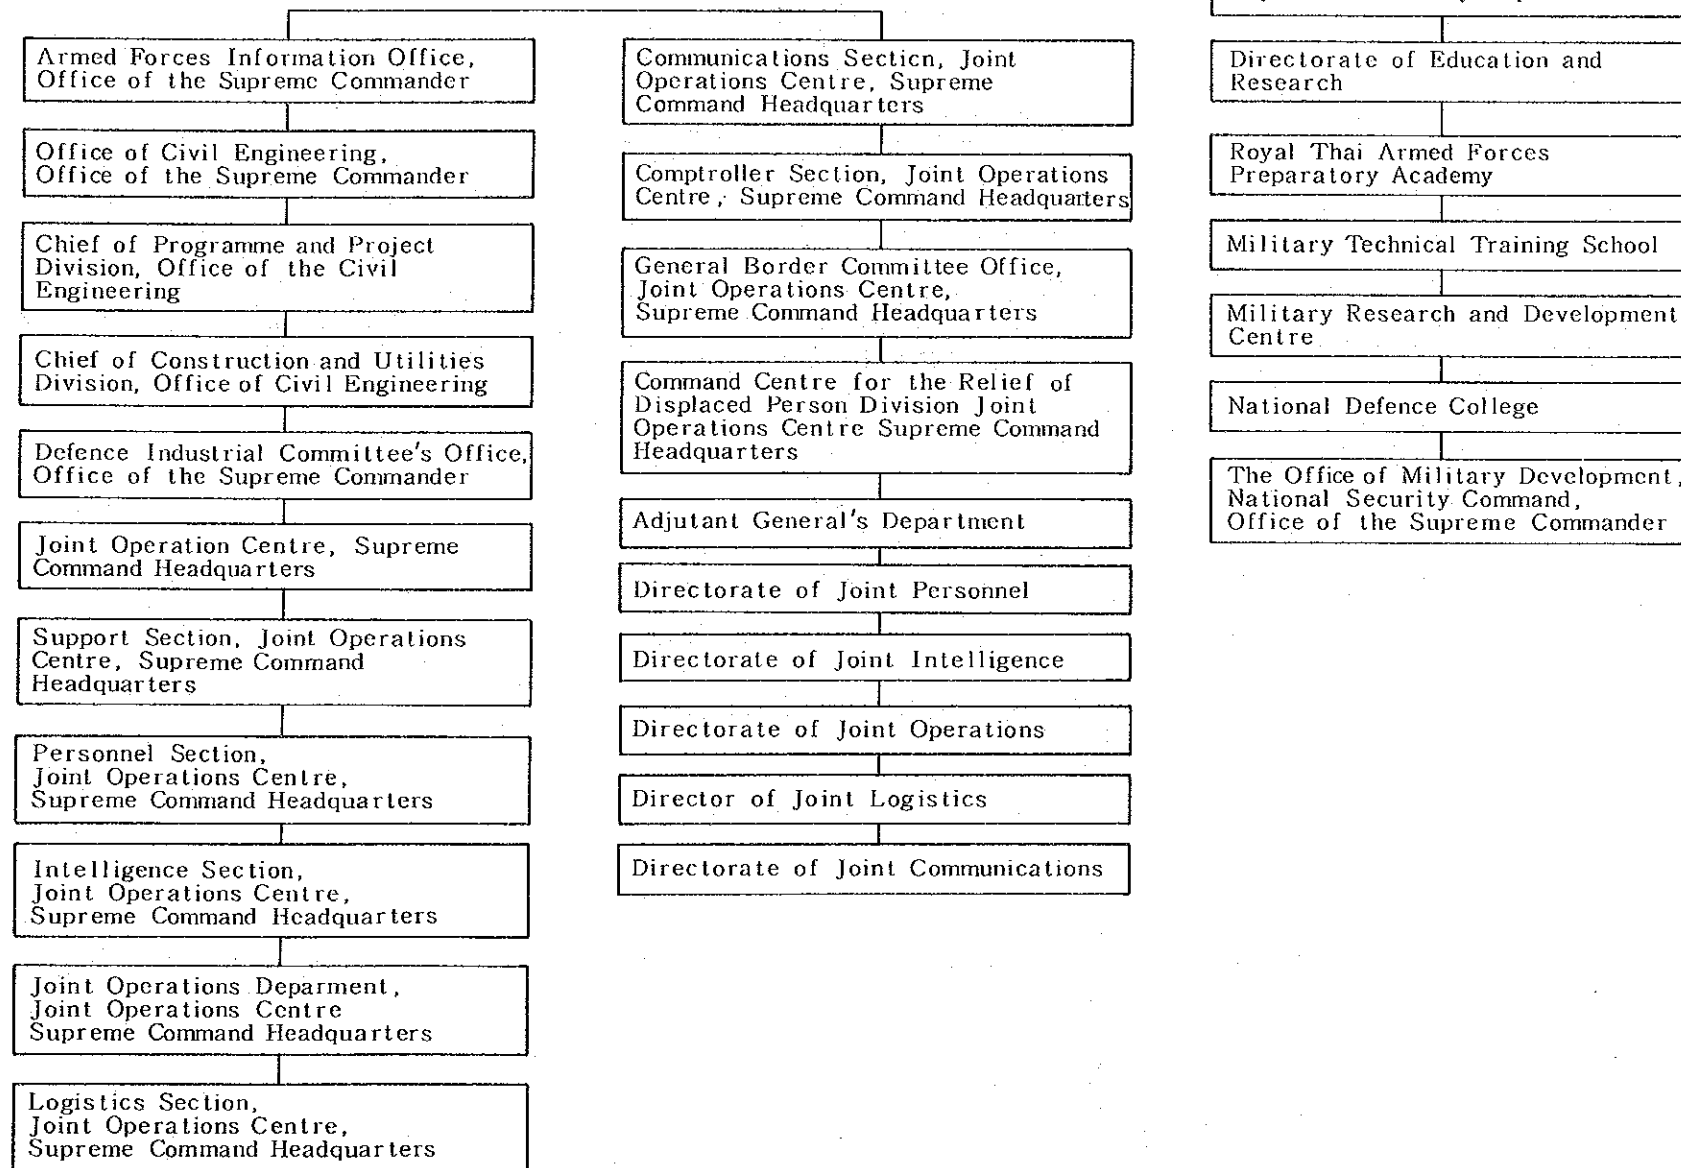 Armed Forces Information Office,
Office of the Supreme Commander
Office of Civil Engineering,
Office of the Supreme Commander
Chief of Programme and Project
Division, Office of the Civil
Engineering
Chief of Construction and Utilities
Division, Office of Civil Engineering
Defence Industrial Committee's Office,
Office of the Supreme Commander
Joint Operation Centre, Supreme
Command Headquarters
Support Section, Joint Operations
Centre, Supreme Command
Headquarters
Personnel Section,
Joint Operations Centre,
Supreme Command Headquarters
Intelligence Section,
Joint Operations Centre,
Supreme Command Headquarters
Joint Operations Deparment,
Joint Operations Centre
Supreme Command Headquarters
Logistics Section,
Joint Operations Centre,
Supreme Command Headquarters
Communications Section, Joint
Operations Centre, Supreme
Command Headquarters
Comptroller Section, Joint Operations
Centre, Supreme Command Headquarters
General Border Committee Office,
Joint Operations Centre,
Supreme Command Headquarters
Command Centre for the Relief of
Displaced Person Division Joint
Operations Centre Supreme Command
Headquarters
Adjutant General's Department
Directorate of Joint Personnel
Directorate of Joint Intelligence
Directorate of Joint Operations
Director of Joint Logistics
Directorate of Joint Communications
Directorate of Education and
Research
Royal Thai Armed Forces
Preparatory Academy
Military Technical Training School
Military Research and Development
Centre
National Defence College
The Office of Military Development,
National Security Command,
Office of the Supreme Commander